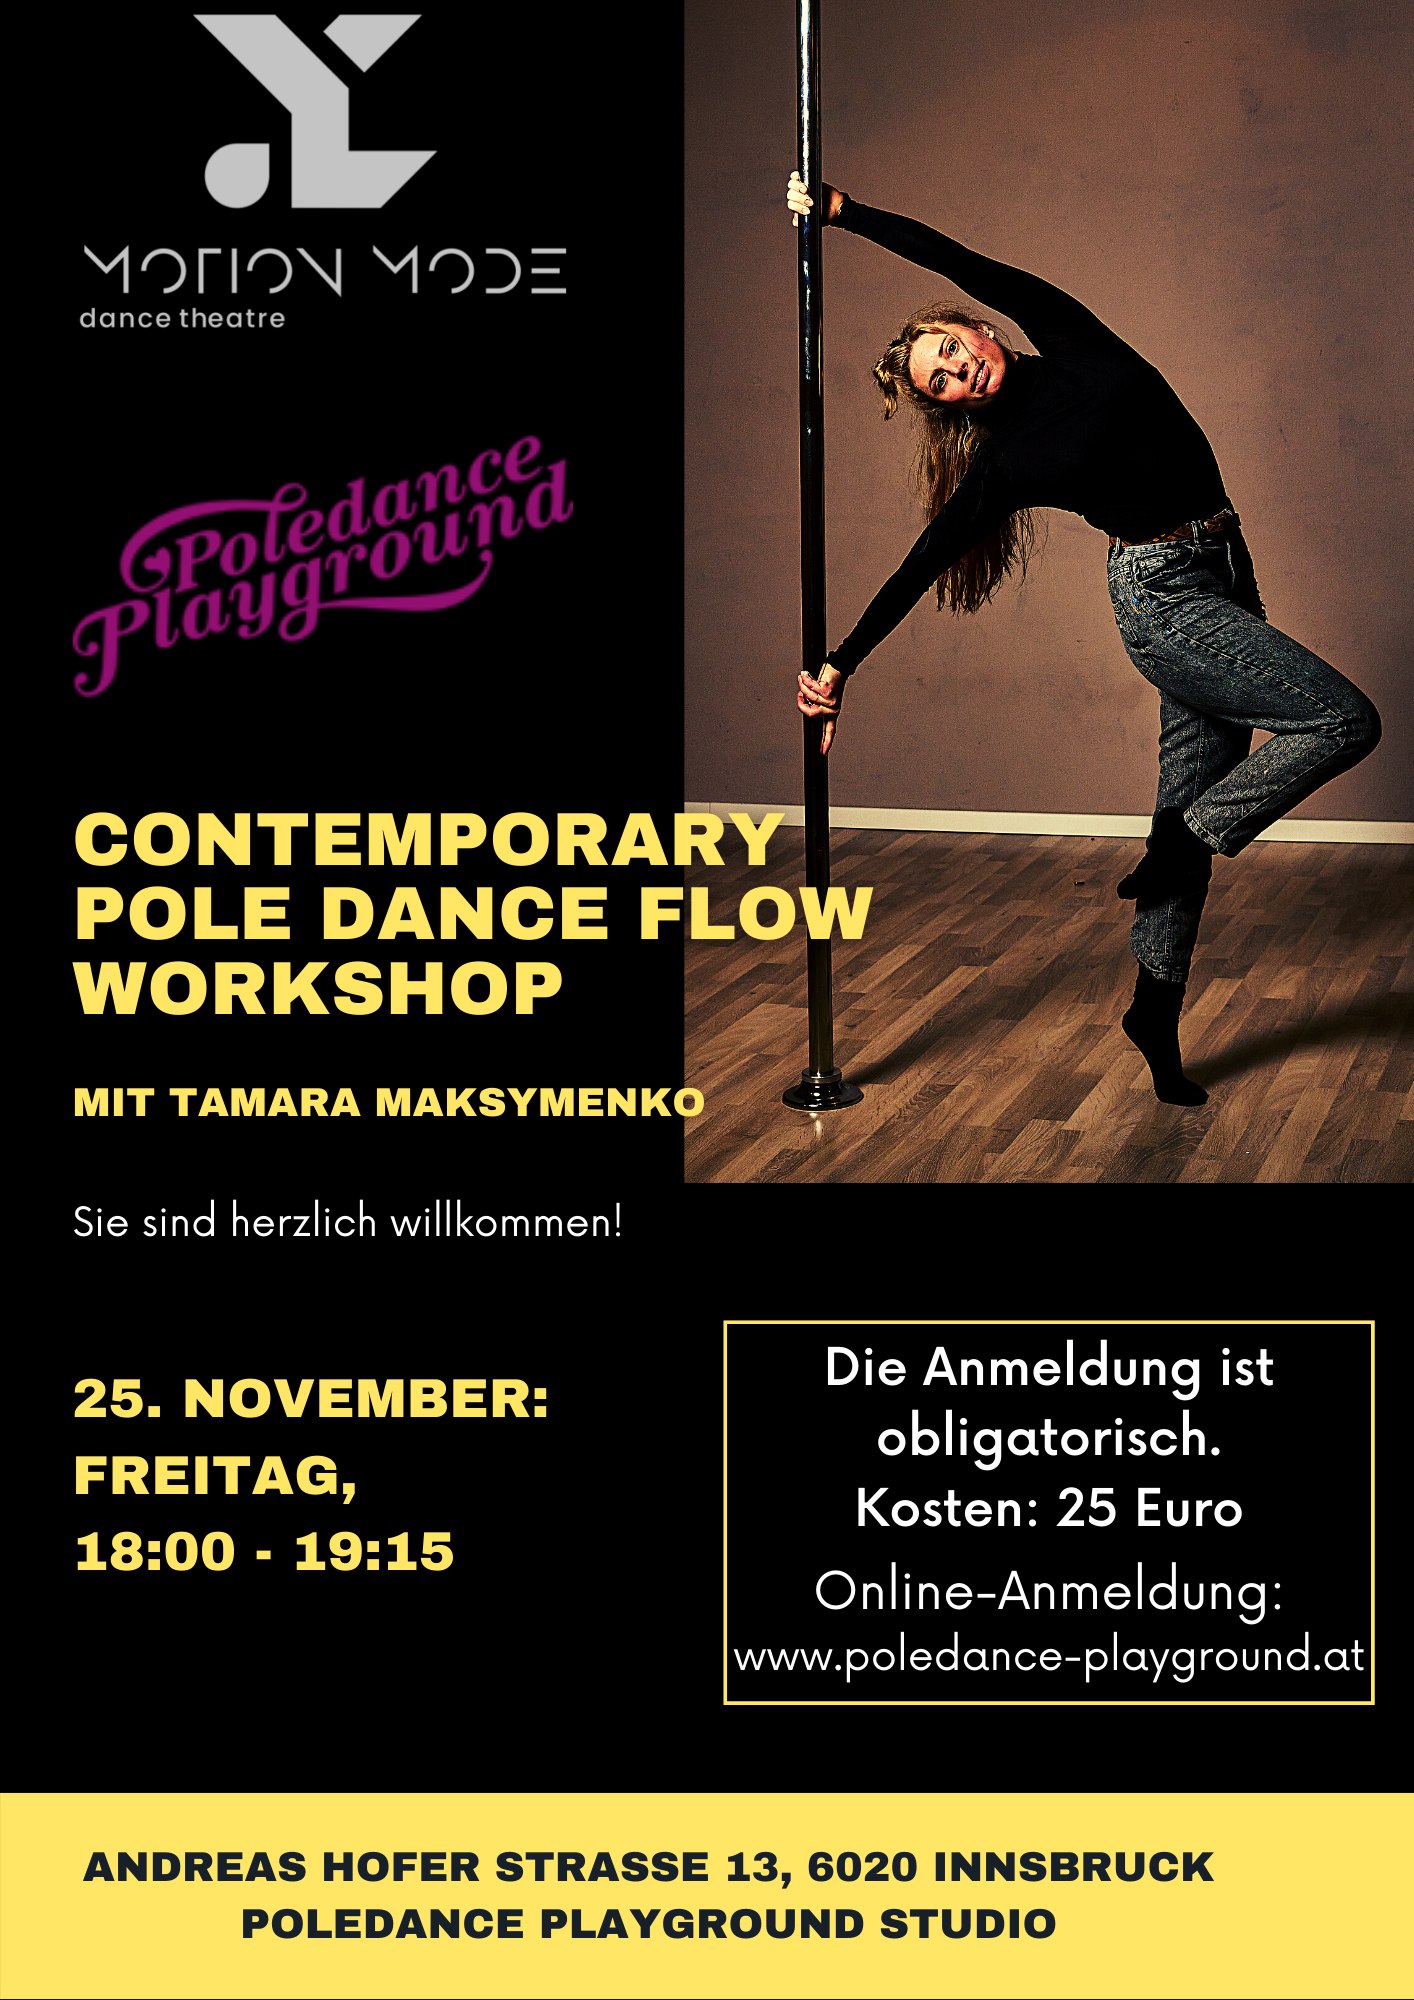 MOTION MODE
dance theatre
Poledance
Playground
CONTEMPORARY
POLE DANCE FLOW
WORKSHOP
MIT TAMARA MAKSYMENKO
Sie sind herzlich willkommen!
25. NOVEMBER:
FREITAG,
18:00 - 19:15
Die Anmeldung ist
obligatorisch.
Kosten: 25 Euro
Online-Anmeldung:
www.poledance-playground.at
ANDREAS HOFER STRASSE 13, 6020 INNSBRUCK
POLEDANCE PLAYGROUND STUDIO